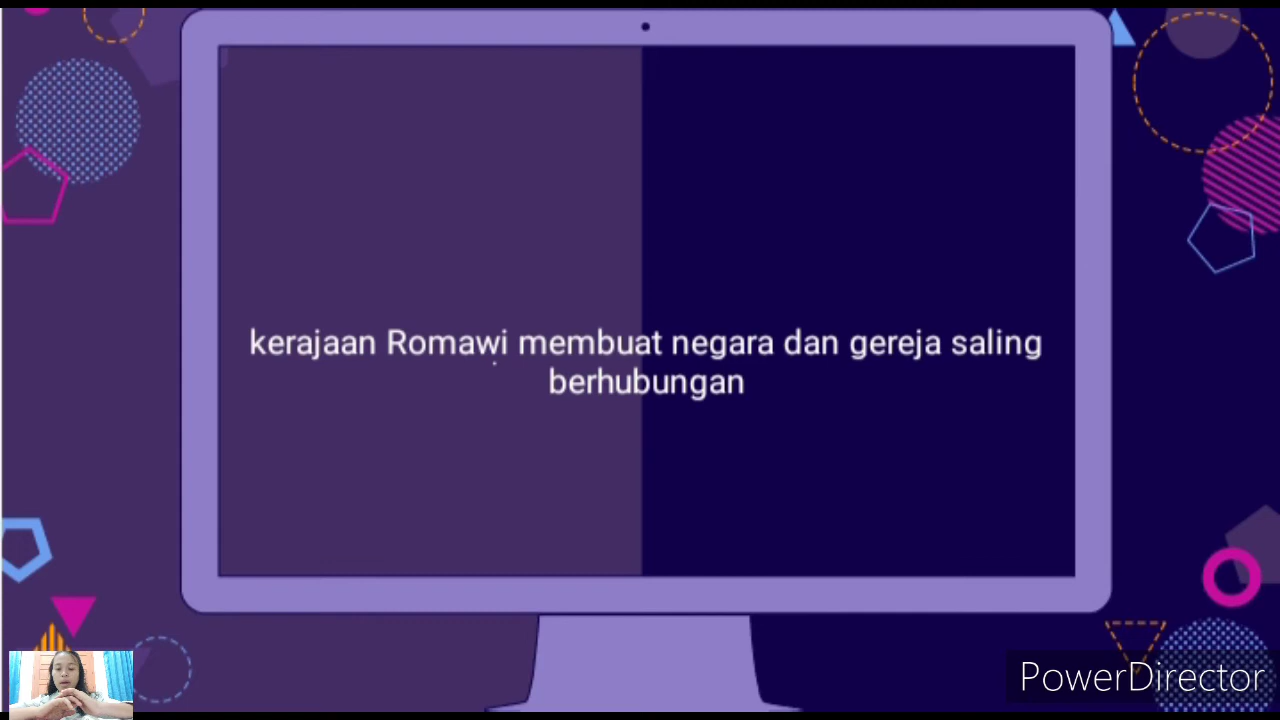 kerajaan Romawi membuat negara dan gereja saling
berhubungan
PowerDirector